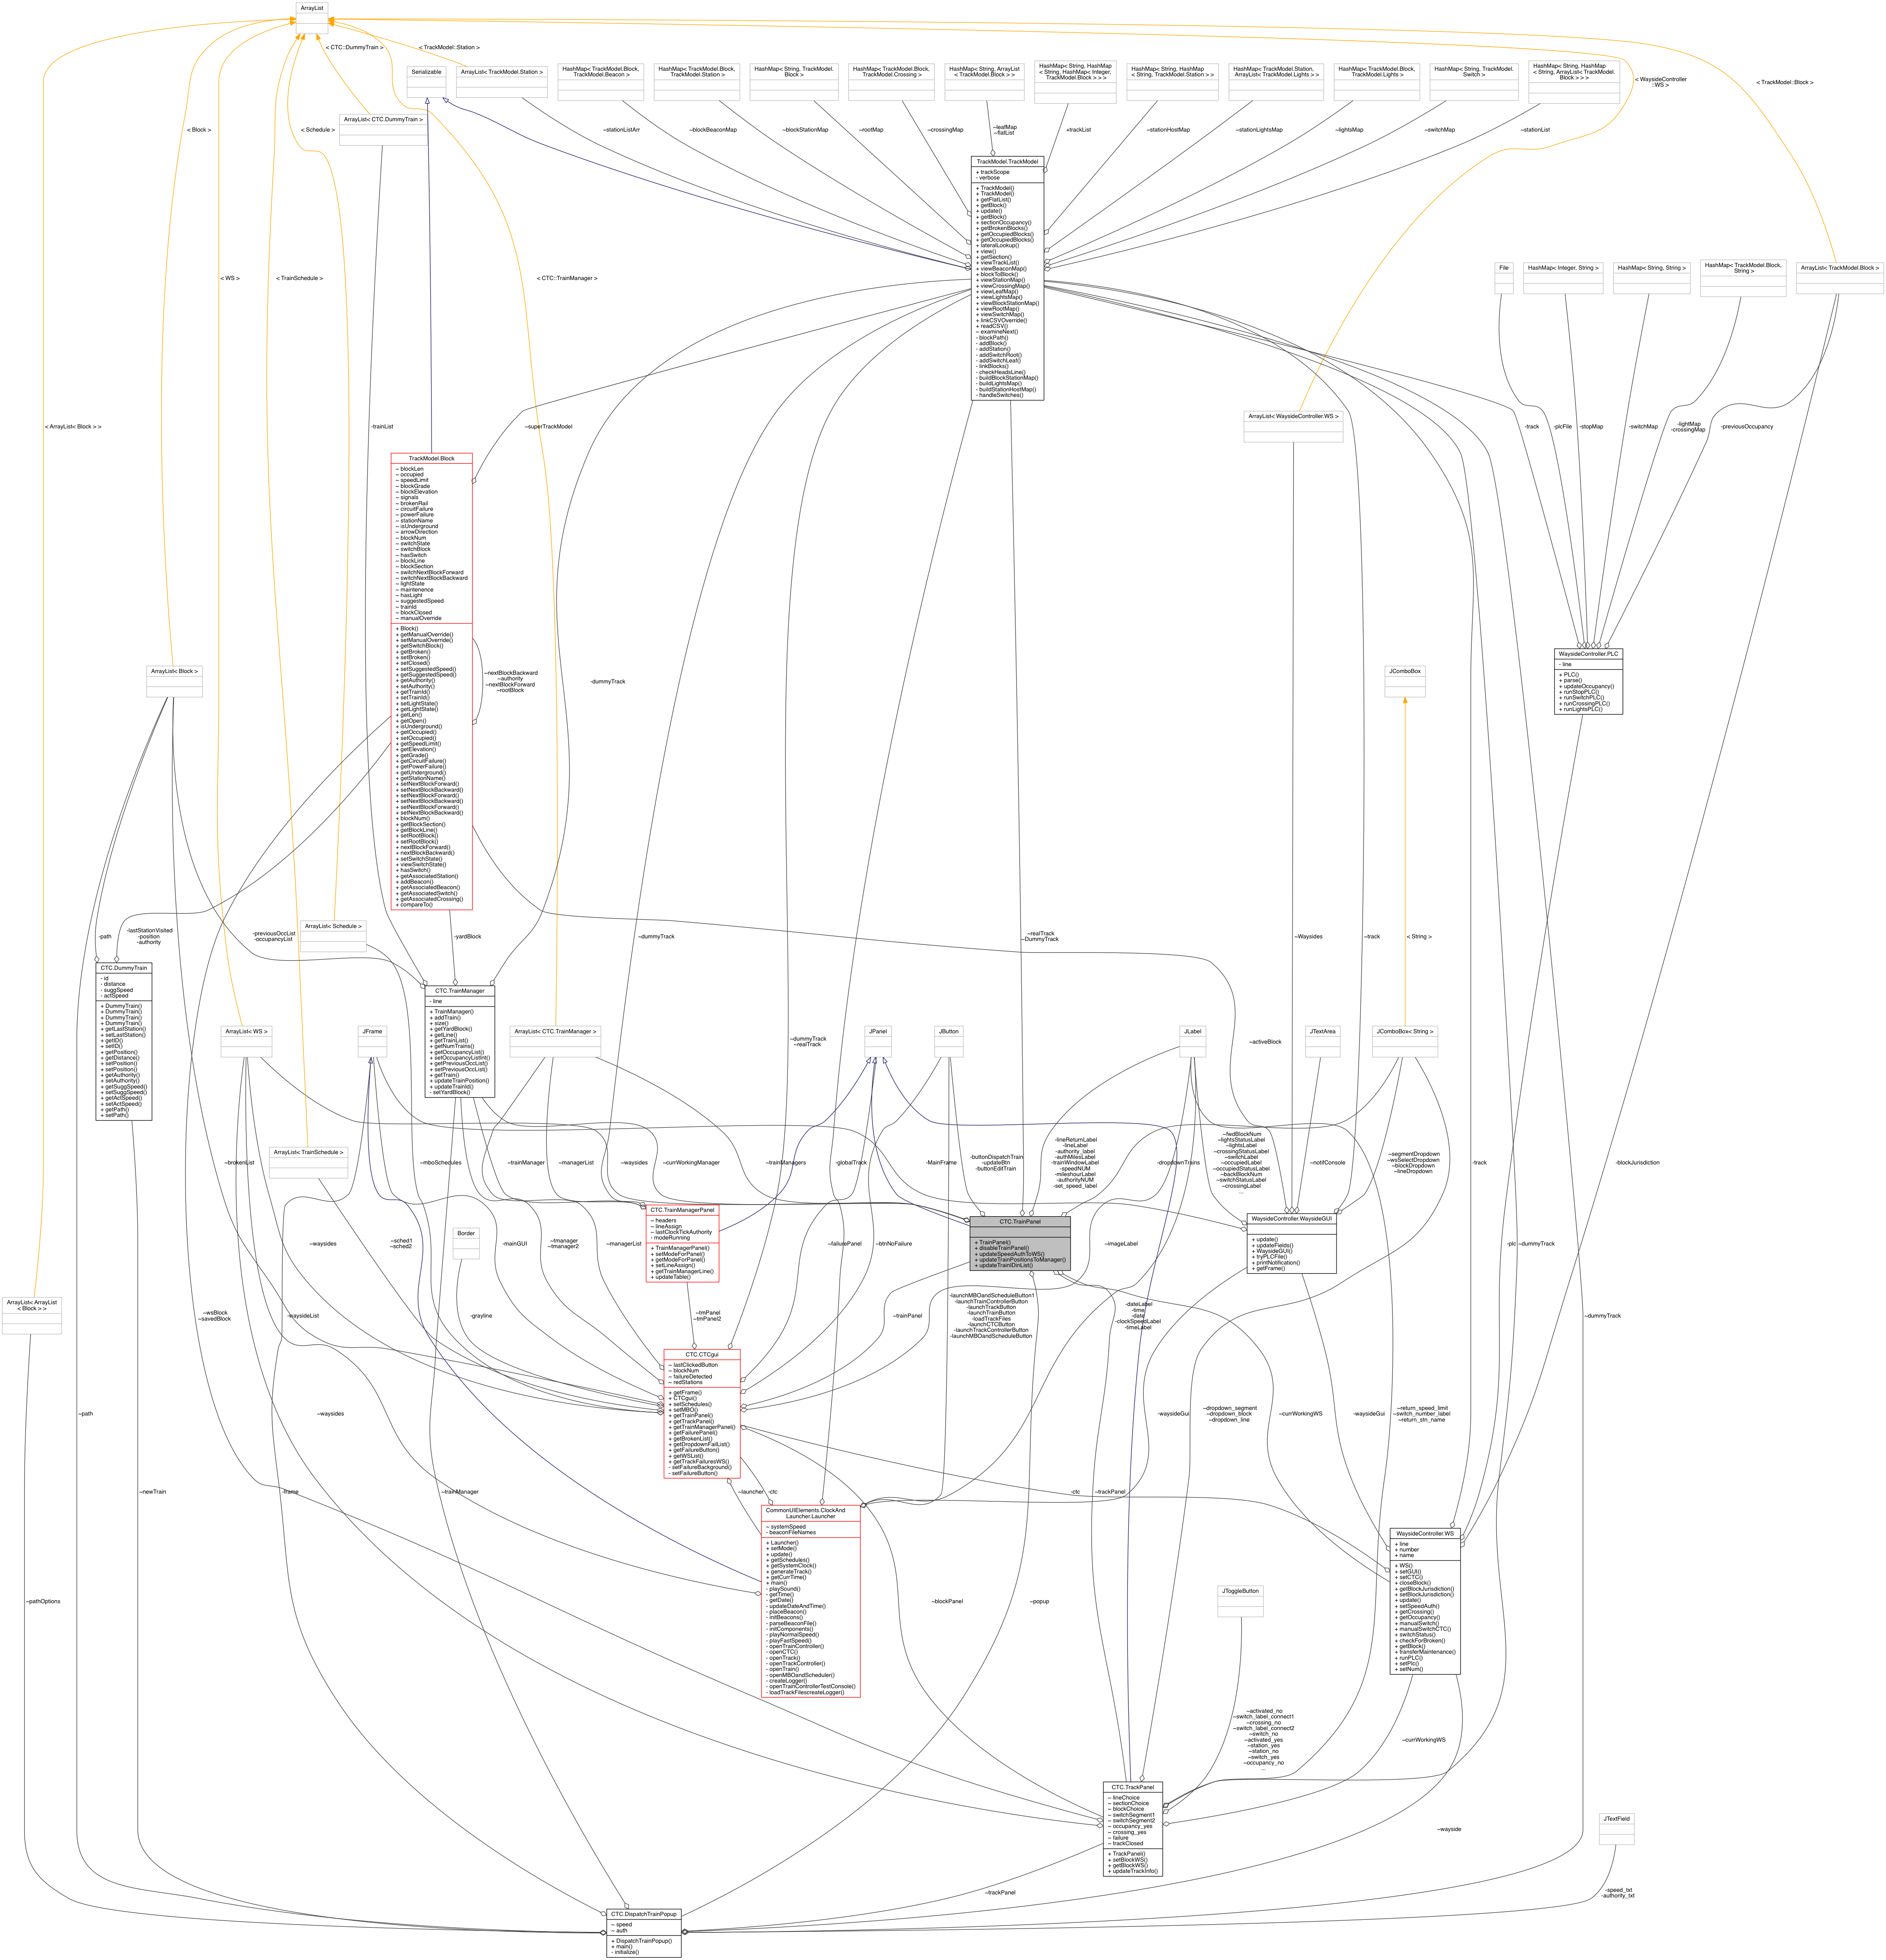 ArrayList
< CTC::DummyTrain >
< TrackModel::Station >
Serializable
ArrayList< TrackModel.Station >
HashMap< TrackModel.Block,
TrackModel.Beacon >
HashMap< TrackModel.Block,
TrackModel.Station >
HashMap< String, TrackModel.
Block >
HashMap< TrackModel.Block,
TrackModel.Crossing >
HashMap< String, ArrayList
< TrackModel.Block > >
HashMap< String, HashMap
< String, HashMap< Integer,
TrackModel.Block > > >
HashMap< String, HashMap
< String, TrackModel.Station > >
HashMap< TrackModel.Station,
ArrayList< TrackModel.Lights > >
HashMap< TrackModel.Block,
TrackModel.Lights >
HashMap< String, TrackModel.
Switch >
HashMap< String, HashMap
< String, ArrayList< TrackModel.
Block > > >
< WaysideController
::WS >
< TrackModel::Block >
ArrayList< CTC.DummyTrain >
< Block >
< Schedule >
~stationListArr
~blockBeaconMap
~blockStationMap
~rootMap
~crossingMap
~leafMap
~flatList
+trackList
~stationHostMap
~stationLightsMap
~lightsMap
~switchMap
~stationList
TrackModel.TrackModel
+ trackScope
- verbose
+ TrackModel()
+ TrackModel()
+ getFlatList()
+ getBlock()
+ update()
+ getBlock()
+ sectionOccupancy()
+ getBrokenBlocks()
+ getOccupiedBlocks()
+ getOccupiedBlocks()
+ lateralLookup()
+ view()
+ getSection()
+ viewTrackList()
+ viewBeaconMap()
+ blockToBlock()
+ viewStationMap()
+ viewCrossingMap()
+ viewLeafMap()
+ viewLightsMap()
+ viewBlockStationMap()
+ viewRootMap()
+ viewSwitchMap()
+ linkCSVOverride()
+ readCSV()
~ examineNext()
- blockPath()
- addBlock()
- addStation()
- addSwitchRoot()
- addSwitchLeaf()
- linkBlocks()
- checkHeadsLine()
- buildBlockStationMap()
- buildLightsMap()
- buildStationHostMap()
- handleSwitches()
< WS >
< TrainSchedule >
< CTC::TrainManager >
File
HashMap< Integer, String >
HashMap< String, String >
HashMap< TrackModel.Block,
String >
ArrayList< TrackModel.Block >
< ArrayList< Block > >
-trainList
~superTrackModel
ArrayList< WaysideController.WS >
-track
-plcFile
-stopMap
-switchMap
-lightMap
-crossingMap
-previousOccupancy
TrackModel.Block
~ blockLen
~ occupied
~ speedLimit
~ blockGrade
~ blockElevation
~ signals
~ brokenRail
~ circuitFailure
~ powerFailure
~ stationName
~ isUnderground
~ arrowDirection
~ blockNum
~ switchState
~ switchBlock
~ hasSwitch
~ blockLine
~ blockSection
~ switchNextBlockForward
~ switchNextBlockBackward
~ lightState
~ maintenence
~ hasLight
~ suggestedSpeed
~ trainId
~ blockClosed
~ manualOverride
+ Block()
+ getManualOverride()
+ setManualOverride()
+ getSwitchBlock()
+ getBroken()
+ setBroken()
+ setClosed()
+ setSuggestedSpeed()
+ getSuggestedSpeed()
+ getAuthority()
+ setAuthority()
+ getTrainId()
+ setTrainId()
+ setLightState()
+ getLightState()
+ getLen()
+ getOpen()
+ isUnderground()
+ getOccupied()
+ setOccupied()
+ getSpeedLimit()
+ getElevation()
+ getGrade()
+ getCircuitFailure()
+ getPowerFailure()
+ getUnderground()
+ getStationName()
+ setNextBlockForward()
+ setNextBlockBackward()
+ setNextBlockForward()
+ setNextBlockBackward()
+ setNextBlockForward()
+ setNextBlockBackward()
+ blockNum()
+ getBlockSection()
+ getBlockLine()
+ setRootBlock()
+ setRootBlock()
+ nextBlockForward()
+ nextBlockBackward()
+ setSwitchState()
+ viewSwitchState()
+ hasSwitch()
+ getAssociatedStation()
+ addBeacon()
+ getAssociatedBeacon()
+ getAssociatedSwitch()
+ getAssociatedCrossing()
+ compareTo()
~nextBlockBackward
~authority
~nextBlockForward
~rootBlock
-dummyTrack
ArrayList< Block >
JComboBox
WaysideController.PLC
- line
+ PLC()
+ parse()
+ updateOccupancy()
+ runStopPLC()
+ runSwitchPLC()
+ runCrossingPLC()
+ runLightsPLC()
-path
-lastStationVisited
-position
-authority
ArrayList< Schedule >
-previousOccList
-occupancyList
-yardBlock
~dummyTrack
~realTrack
~DummyTrack
~Waysides
~track
< String >
CTC.DummyTrain
- id
- distance
- suggSpeed
- actSpeed
+ DummyTrain()
+ DummyTrain()
+ DummyTrain()
+ DummyTrain()
+ getLastStation()
+ setLastStation()
+ getID()
+ setID()
+ getPosition()
+ getDistance()
+ setPosition()
+ setPosition()
+ getAuthority()
+ setAuthority()
+ getSuggSpeed()
+ setSuggSpeed()
+ getActSpeed()
+ setActSpeed()
+ getPath()
+ setPath()
CTC.TrainManager
- line
+ TrainManager()
+ addTrain()
+ size()
+ getYardBlock()
+ getLine()
+ getTrainList()
+ getNumTrains()
+ getOccupancyList()
+ setOccupancyListInt()
+ getPreviousOccList()
+ setPreviousOccList()
+ getTrain()
+ updateTrainPosition()
+ updateTrainId()
- setYardBlock()
ArrayList< WS >
JFrame
ArrayList< CTC.TrainManager >
~dummyTrack
~realTrack
JPanel
JButton
JLabel
~activeBlock
JTextArea
JComboBox< String >
ArrayList< TrainSchedule >
~brokenList
~mboSchedules
~trainManager
~managerList
~waysides
~currWorkingManager
~trainManagers
-globalTrack
-MainFrame
-buttonDispatchTrain
-updateBtn
-buttonEditTrain
-lineReturnLabel
-lineLabel
-authority_label
-authMilesLabel
-trainWindowLabel
-speedNUM
-mileshourLabel
-authorityNUM
-set_speed_label
-dropdownTrains
~fwdBlockNum
~lightsStatusLabel
~lightsLabel
~crossingStatusLabel
~switchLabel
~occupiedLabel
~occupiedStatusLabel
~backBlockNum
~switchStatusLabel
~crossingLabel
...
~notifConsole
~segmentDropdown
~wsSelectDropdown
~blockDropdown
~lineDropdown
-track
-blockJurisdiction
CTC.TrainManagerPanel
~ headers
~ lineAssign
~ lastClockTickAuthority
- modeRunning
+ TrainManagerPanel()
+ setModeForPanel()
+ getModeForPanel()
+ setLineAssign()
+ getTrainManagerLine()
+ updateTable()
CTC.TrainPanel
+ TrainPanel()
+ disableTrainPanel()
+ updateSpeedAuthToWS()
+ updateTrainPositionsToManager()
+ updateTrainIDinList()
WaysideController.WaysideGUI
+ update()
+ updateFields()
+ WaysideGUI()
+ tryPLCFile()
+ printNotification()
+ getFrame()
~waysides
~sched1
~sched2
-mainGUI
Border
~tmanager
~tmanager2
~managerList
~failurePanel
~btnNoFailure
~imageLabel
-plc
~dummyTrack
ArrayList< ArrayList
< Block > >
~wsBlock
~savedBlock
-waysideList
-grayline
~tmPanel
~tmPanel2
~trainPanel
-launchMBOandScheduleButton1
-launchTrainControllerButton
-launchTrackButton
-launchTrainButton
-loadTrackFiles
-launchCTCButton
-launchTrackControllerButton
-launchMBOandScheduleButton
-dateLabel
-time
-date
-clockSpeedLabel
-timeLabel
~dummyTrack
CTC.CTCgui
~ lastClickedButton
~ blockNum
~ failureDetected
~ redStations
+ getFrame()
+ CTCgui()
+ setSchedules()
+ setMBO()
+ getTrainPanel()
+ getTrackPanel()
+ getTrainManagerPanel()
+ getFailurePanel()
+ getBrokenList()
+ getDropdownFailList()
+ getFailureButton()
+ getWSList()
+ getTrackFailuresWS()
- setFailureBackground()
- setFailureButton()
~path
~waysides
-waysideGui
~dropdown_segment
~dropdown_block
~dropdown_line
~currWorkingWS
-waysideGui
~return_speed_limit
~switch_number_label
~return_stn_name
~newTrain
~trainManager
-frame
~launcher
-ctc
-ctc
~trackPanel
CommonUIElements.ClockAnd
Launcher.Launcher
~ systemSpeed
- beaconFileNames
+ Launcher()
+ setMode()
+ update()
+ getSchedules()
+ getSystemClock()
+ generateTrack()
+ getCurrTime()
+ main()
- playSound()
- getTime()
- getDate()
- updateDateAndTime()
- placeBeacon()
- initBeacons()
- parseBeaconFile()
- initComponents()
- playNormalSpeed()
- playFastSpeed()
- openTrainController()
- openCTC()
- openTrack()
- openTrackController()
- openTrain()
- openMBOandScheduler()
- createLogger()
- openTrainControllerTestConsole()
- loadTrackFilescreateLogger()
WaysideController.WS
+ line
+ number
+ name
+ WS()
+ setGUI()
+ setCTC()
+ closeBlock()
+ getBlockJurisdiction()
+ setBlockJurisdiction()
+ update()
+ setSpeedAuth()
+ getCrossing()
+ getOccupancy()
+ manualSwitch()
+ manualSwitchCTC()
+ switchStatus()
+ checkForBroken()
+ getBlock()
+ transferMaintenance()
+ runPLC()
+ setPlc()
+ setNum()
~pathOptions
~blockPanel
~popup
JToggleButton
~activated_no
~switch_label_connect1
~crossing_no
~switch_label_connect2
~switch_no
~activated_yes
~station_yes
~station_no
~switch_yes
~occupancy_no
...
~currWorkingWS
CTC.TrackPanel
~ lineChoice
~ sectionChoice
~ blockChoice
~ switchSegment1
~ switchSegment2
~ occupancy_yes
~ crossing_yes
~ failure
~ trackClosed
+ TrackPanel()
+ setBlockWS()
+ getBlockWS()
+ updateTrackInfo()
~wayside
JTextField
~trackPanel
-speed_txt
-authority_txt
CTC.DispatchTrainPopup
~ speed
~ auth
+ DispatchTrainPopup()
+ main()
- initialize()